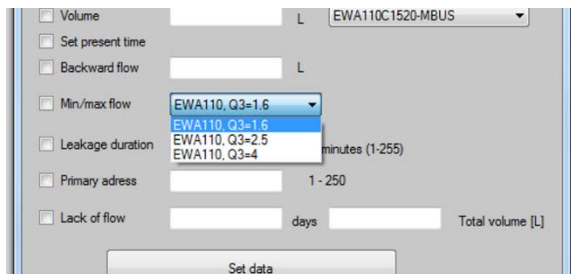 Volume L EWA110C1520-MBUS
Set present time
Backward flow L
Min/max flow EWA110, Q3=1.6
EWA110, Q3=1.6
EWA110, Q3=2.5
Leakage duration minutes (1-255)
EWA110, Q3=4
Primary adress 1 - 250
Lack of flow days Total volume [L]
Set data